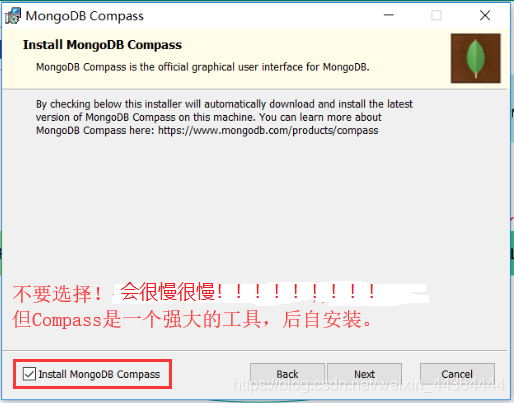 MongoDB Compass
Install MongoDB Compass
MongoDB Compass is the official graphical user interface for MongoDB.
By checking below this installer will automatically download and install the latest
version of MongoDB Compass on this machine. You can learn more about
MongoDB Compass here: https://www.mongodb.com/products/compass
不要选择! 会很慢很慢!!!!!!!!!
但Compass是一个强大的工具，后自安装。
Install MongoDB Compass
Back
Next
Cancel
https://blog.csdn.net/weixin_44364444